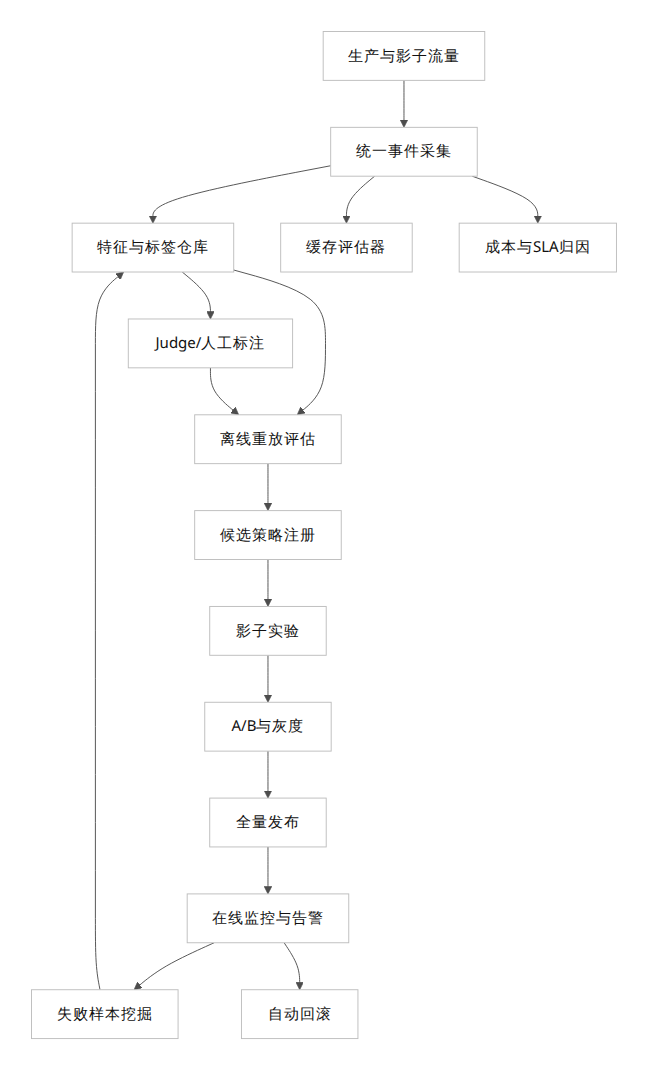 生产与影子流量
统一事件采集
特征与标签仓库
缓存评估器
成本与SLA归因
Judge/人工标注
离线重放评估
候选策略注册
影子实验
A/B与灰度
全量发布
在线监控与告警
失败样本挖掘
自动回滚